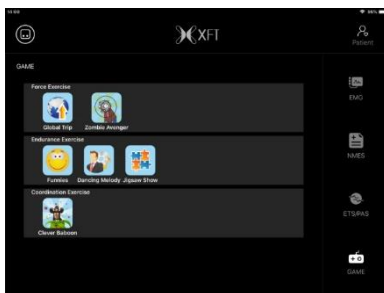 96%
XFT
Patient
GAME
Force Exercise
Global Trip
Zombie Avenger
Endurance Exercise
Funnies
Dancing Melody
Jigsaw Show
Coordination Exercise
Clever Baboon
EMG
NMES
ETS/PAS
GAME